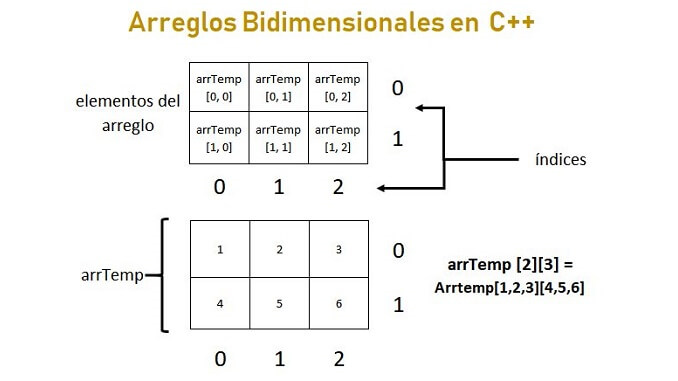 Arreglos Bidimensionales en C++
elementos del
arreglo
arrTemp
[0, 0]
arrTemp
[0, 1]
arrTemp
[0, 2]
0
arrTemp
[1, 0]
arrTemp
[1, 1]
arrTemp
[1, 2]
1
índices
0 1 2
arrTemp
1 2 3 0
4 5 6 1
0 1 2
arrTemp [2][3] =
Arrtemp[1,2,3][4,5,6]